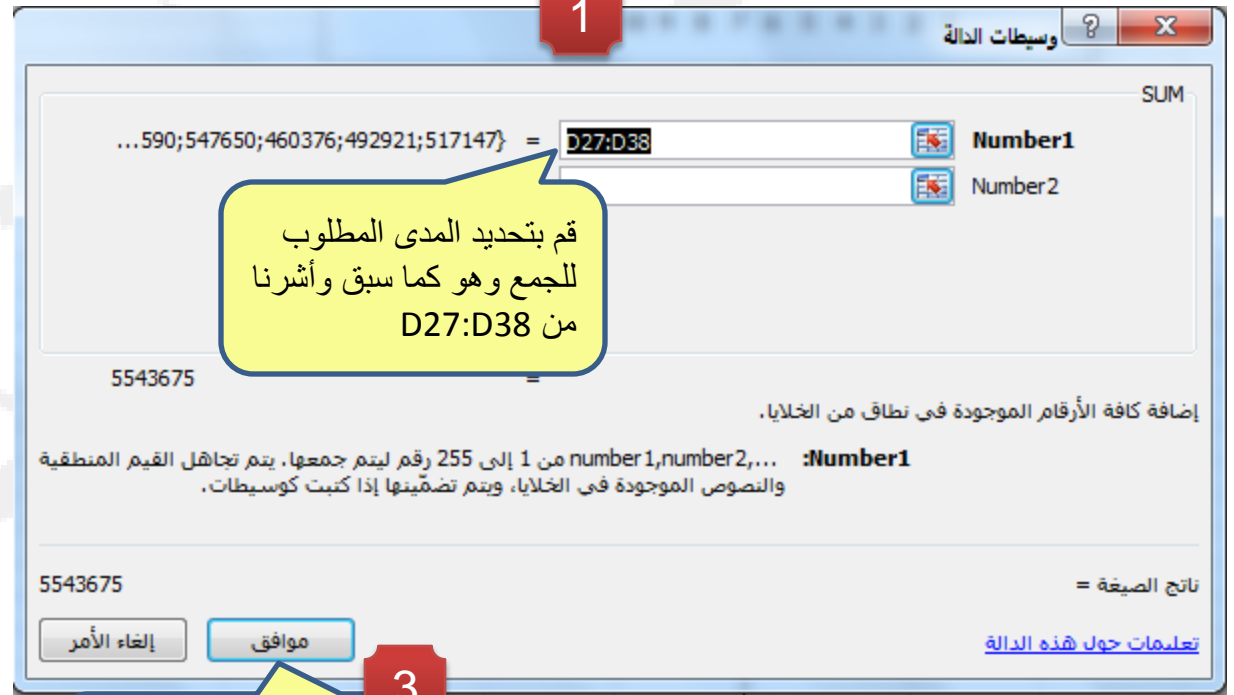 1
وسيطات الدالة
SUM
Number1
D27:D38
= {517147;492921;460376;547650;590...
Number2
قم بتحديد المدى المطلوب
للجمع وهو كما سبق وأشرنا
من D27:D38
= 5543675
إضافة كافة الأرقام الموجودة في نطاق من الخلايا.
Number1: number1,number2,... من 1 إلى 255 رقم ليتم جمعها. يتم تجاهل القيم المنطقية
والنصوص الموجودة في الخلايا، ويتم تضمّينها إذا كتبت كوسيطات.
ناتج الصيغة = 5543675
تعليمات حول هذه الدالة
موافق
إلغاء الأمر
3